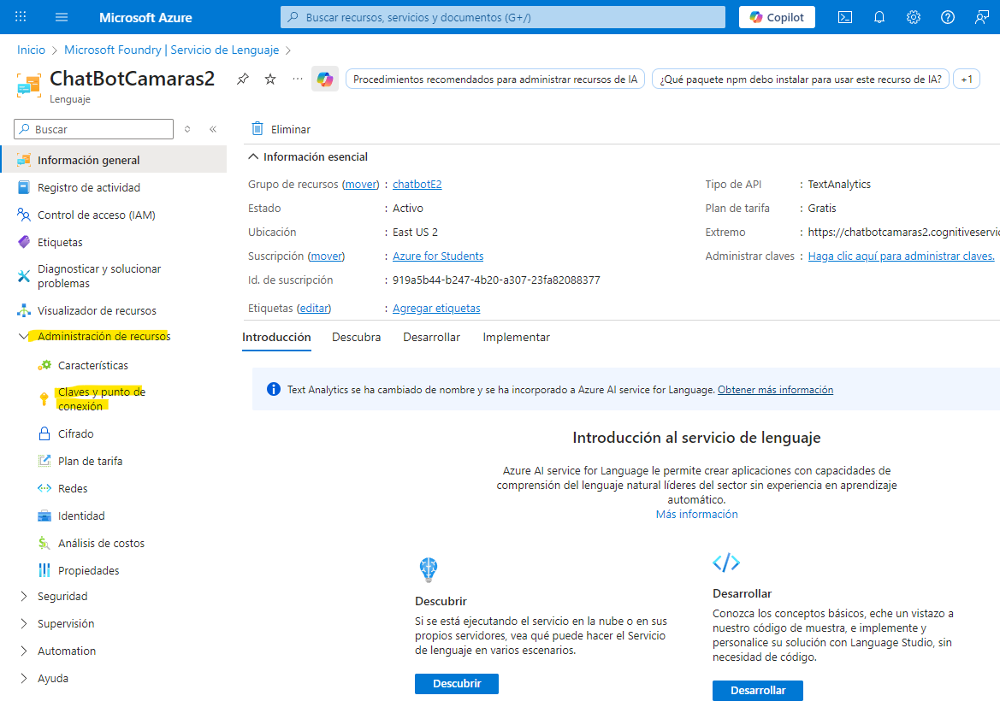 Microsoft Azure
Buscar recursos, servicios y documentos (G+/)
Copilot
Inicio > Microsoft Foundry | Servicio de Lenguaje >
ChatBotCamaras2
Lenguaje
Procedimientos recomendados para administrar recursos de IA
¿Qué paquete npm debo instalar para usar este recurso de IA?
+1
Buscar
Información general
Registro de actividad
Control de acceso (IAM)
Etiquetas
Diagnosticar y solucionar
problemas
Visualizador de recursos
Administración de recursos
Características
Claves y punto de
conexión
Cifrado
Plan de tarifa
Redes
Identidad
Análisis de costos
Propiedades
Seguridad
Supervisión
Automation
Ayuda
Eliminar
Información esencial
Grupo de recursos (mover) : chatbotE2
Estado : Activo
Ubicación : East US 2
Suscripción (mover) : Azure for Students
Id. de suscripción : 919a5b44-b247-4b20-a307-23fa82088377
Etiquetas (editar) : Agregar etiquetas
Tipo de API : TextAnalytics
Plan de tarifa : Gratis
Extremo : https://chatbotcamaras2.cognitiveservic
Administrar claves : Haga clic aquí para administrar claves.
Introducción Descubra Desarrollar Implementar
Text Analytics se ha cambiado de nombre y se ha incorporado a Azure AI service for Language. Obtener más información
Introducción al servicio de lenguaje
Azure AI service for Language le permite crear aplicaciones con capacidades de
comprensión del lenguaje natural líderes del sector sin experiencia en aprendizaje
automático.
Más información
Descubrir
Si se está ejecutando el servicio en la nube o en sus
propios servidores, vea qué puede hacer el Servicio
de lenguaje en varios escenarios.
Descubrir
Desarrollar
Conozca los conceptos básicos, eche un vistazo a
nuestro código de muestra, e implemente y
personalice su solución con Language Studio, sin
necesidad de código.
Desarrollar